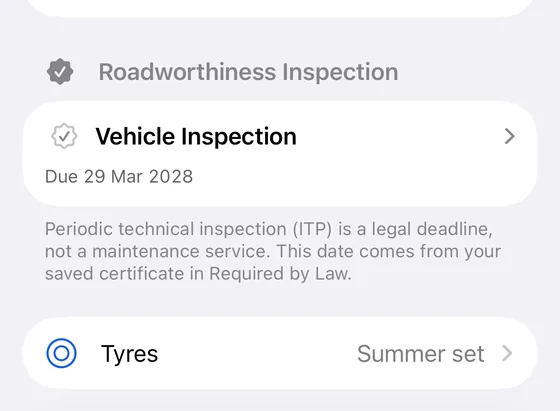 Roadworthiness Inspection
Vehicle Inspection
Due 29 Mar 2028
Periodic technical inspection (ITP) is a legal deadline,
not a maintenance service. This date comes from your
saved certificate in Required by Law.
Tyres Summer set